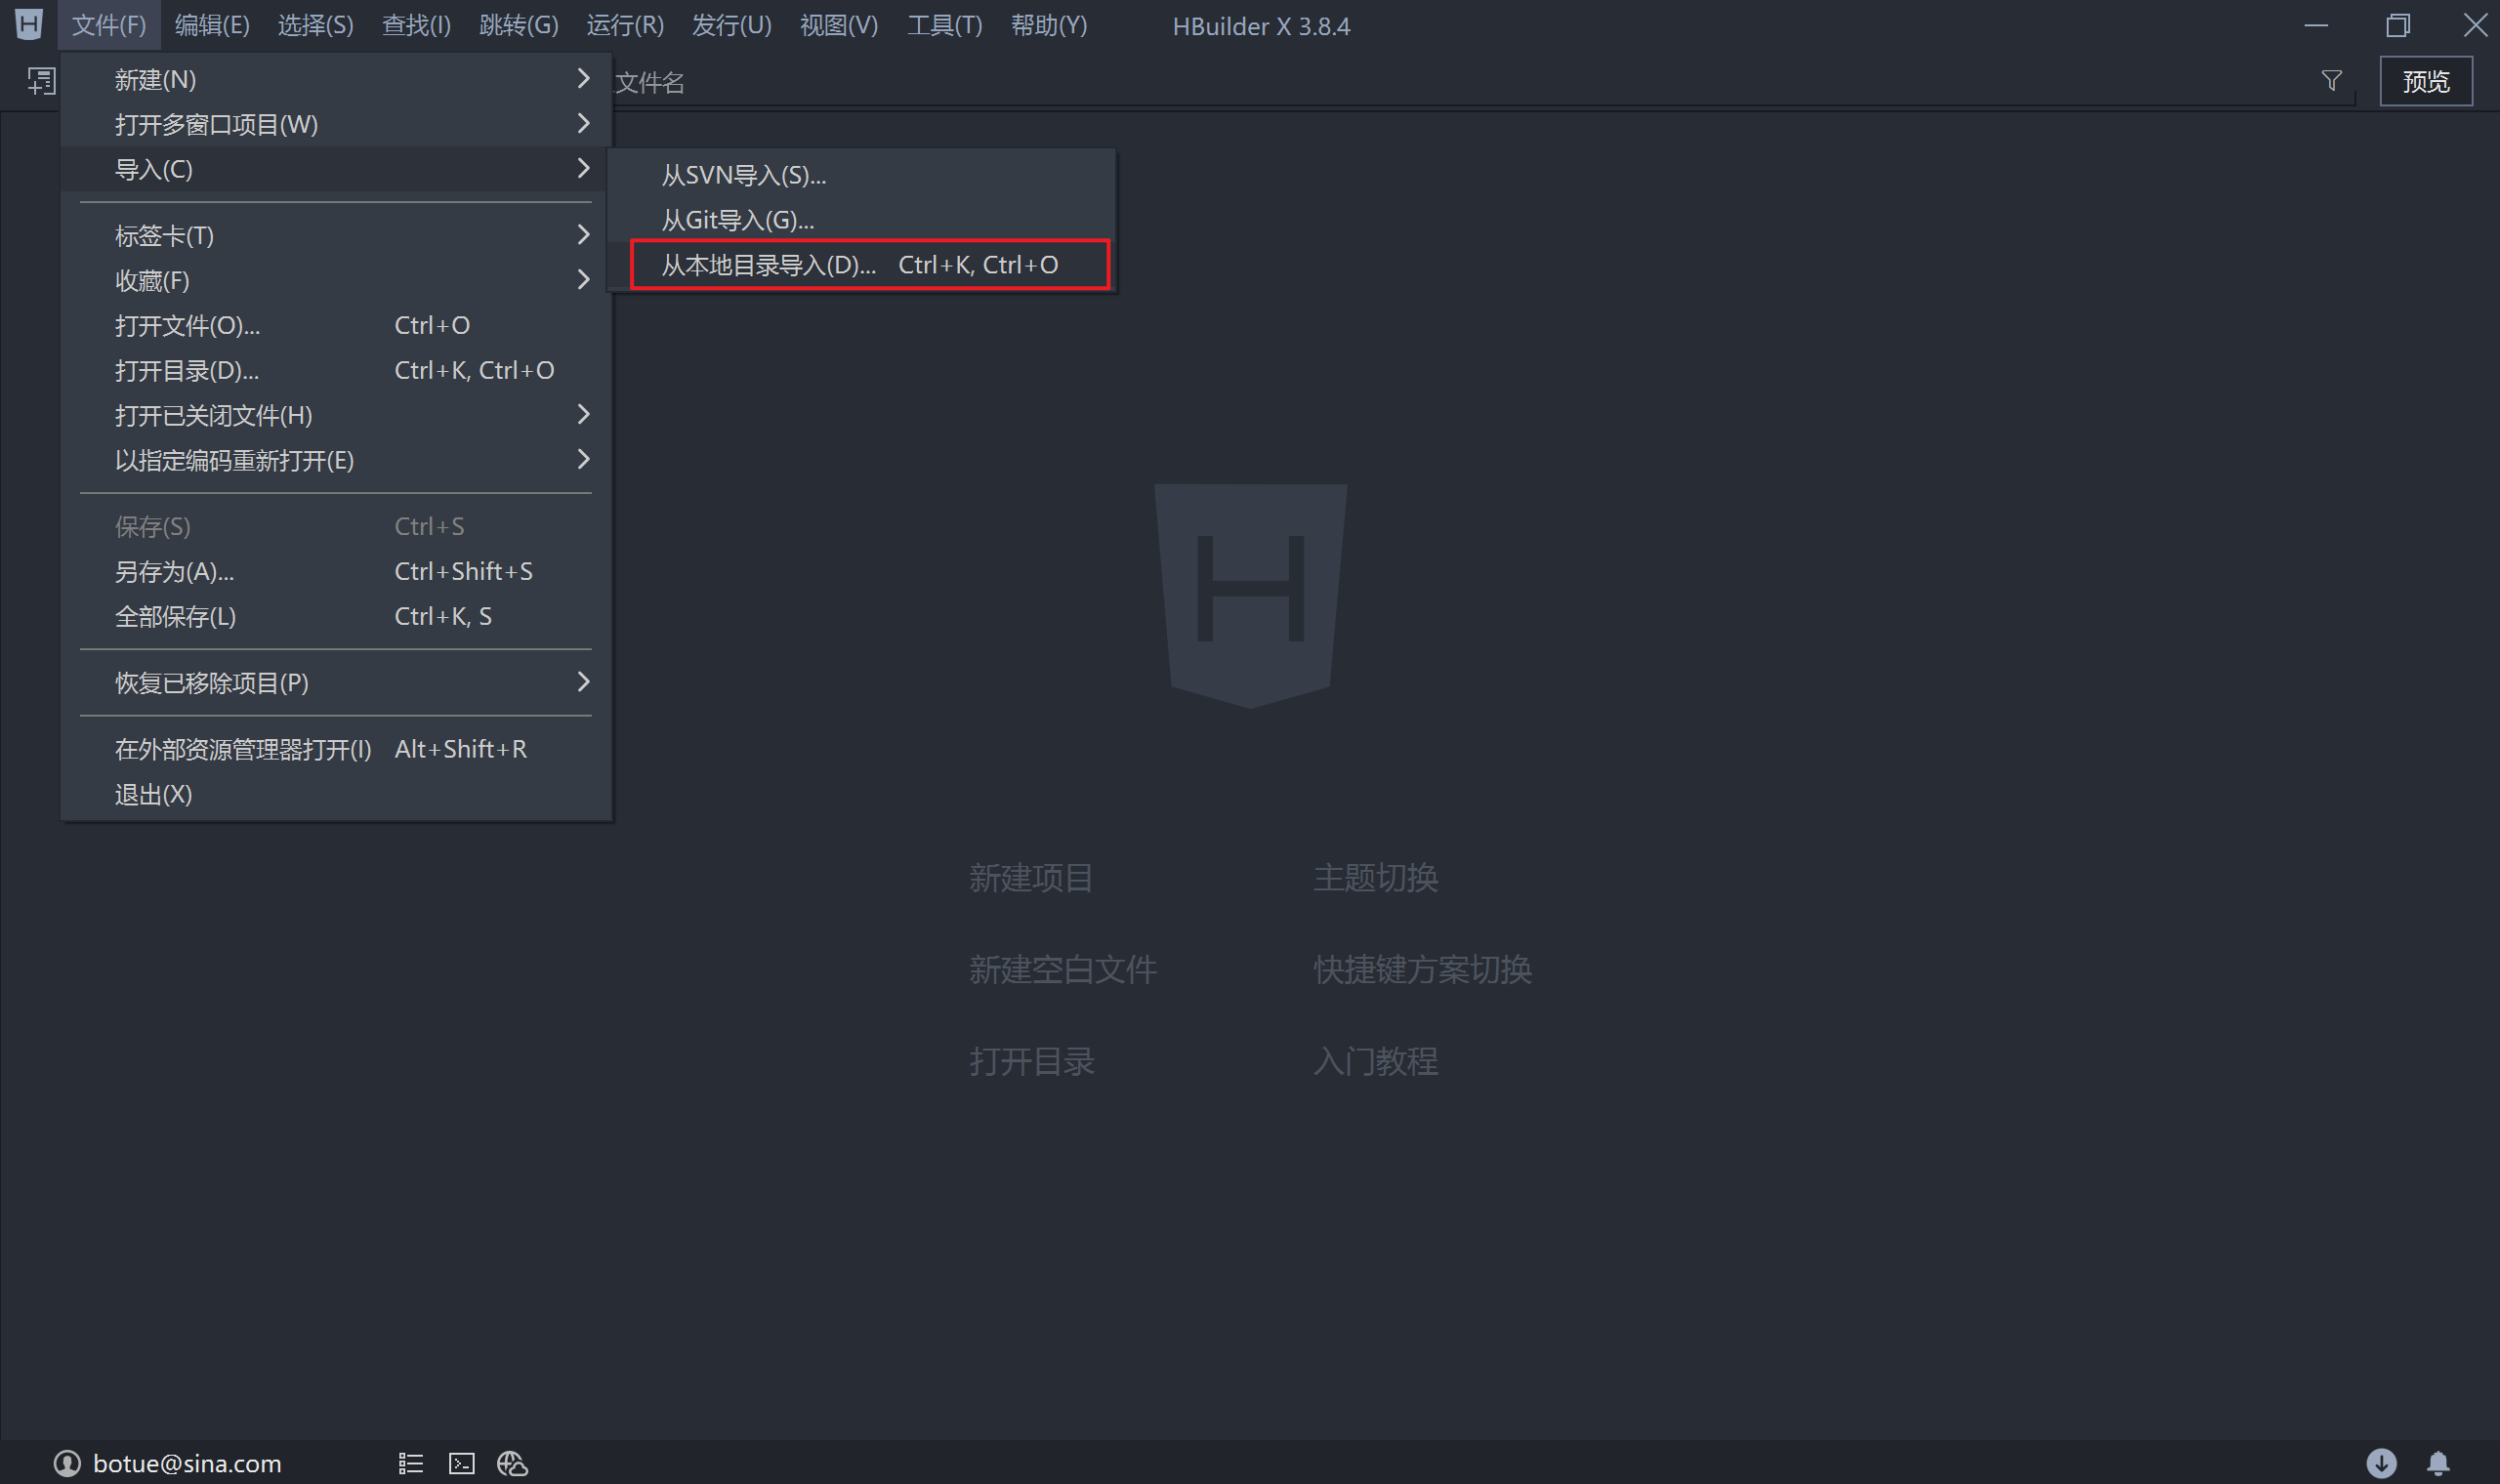 文件(F) 编辑(E) 选择(S) 查找(I) 跳转(G) 运行(R) 发行(U) 视图(V) 工具(T) 帮助(Y) HBuilder X 3.8.4
文件名 预览
新建(N)
打开多窗口项目(W)
导入(C)
从SVN导入(S)...
从Git导入(G)...
从本地目录导入(D)... Ctrl+K, Ctrl+O
标签卡(T)
收藏(F)
打开文件(O)... Ctrl+O
打开目录(D)... Ctrl+K, Ctrl+O
打开已关闭文件(H)
以指定编码重新打开(E)
保存(S) Ctrl+S
另存为(A)... Ctrl+Shift+S
全部保存(L) Ctrl+K, S
恢复已移除项目(P)
在外部资源管理器打开(I) Alt+Shift+R
退出(X)
H
新建项目 主题切换
新建空白文件 快捷键方案切换
打开目录 入门教程
botue@sina.com